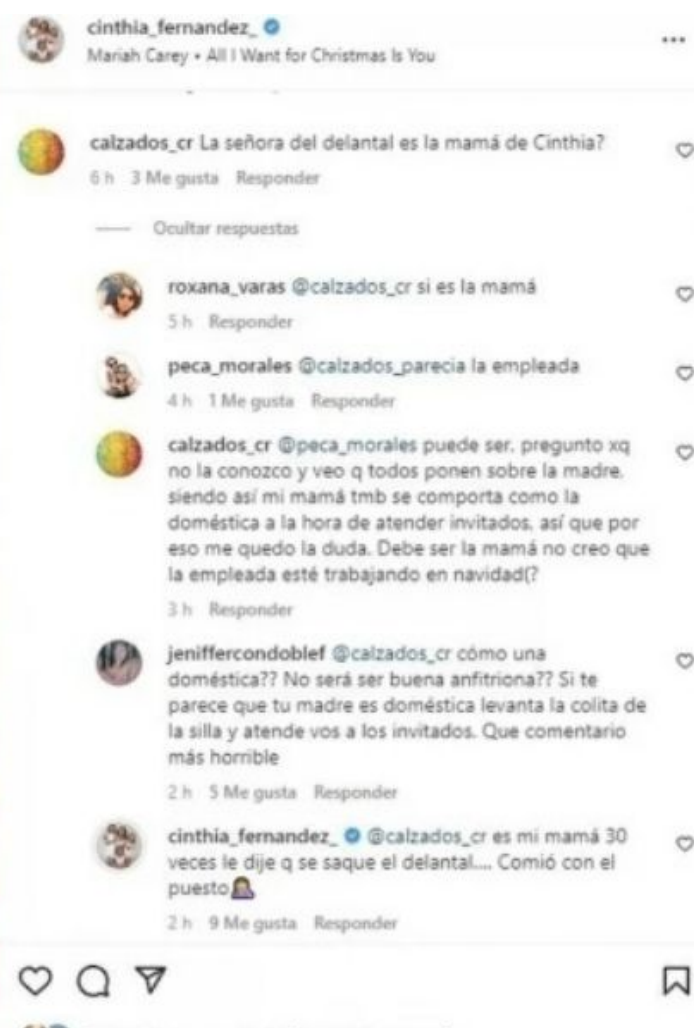 cinthia_fernandez_
Mariah Carey • All I Want for Christmas Is You
calzados_cr La señora del delantal es la mamá de Cinthia?
6 h 3 Me gusta Responder
Ocultar respuestas
roxana_varas @calzados_cr si es la mamá
5 h Responder
peca_morales @calzados_parecia la empleada
4 h 1 Me gusta Responder
calzados_cr @peca_morales puede ser, pregunto xq
no la conozco y veo q todos ponen sobre la madre,
siendo así mi mamá tmb se comporta como la
doméstica a la hora de atender invitados, así que por
eso me quedo la duda. Debe ser la mamá no creo que
la empleada esté trabajando en navidad(?
3 h Responder
jeniffercondoblef @calzados_cr cómo una
doméstica?? No será ser buena anfitriona?? Si te
parece que tu madre es doméstica levanta la colita de
la silla y atende vos a los invitados. Que comentario
más horrible
2 h 5 Me gusta Responder
cinthia_fernandez_ @calzados_cr es mi mamá 30
veces le dije q se saque el delantal.... Comió con el
puesto🤦‍♀️
2 h 9 Me gusta Responder